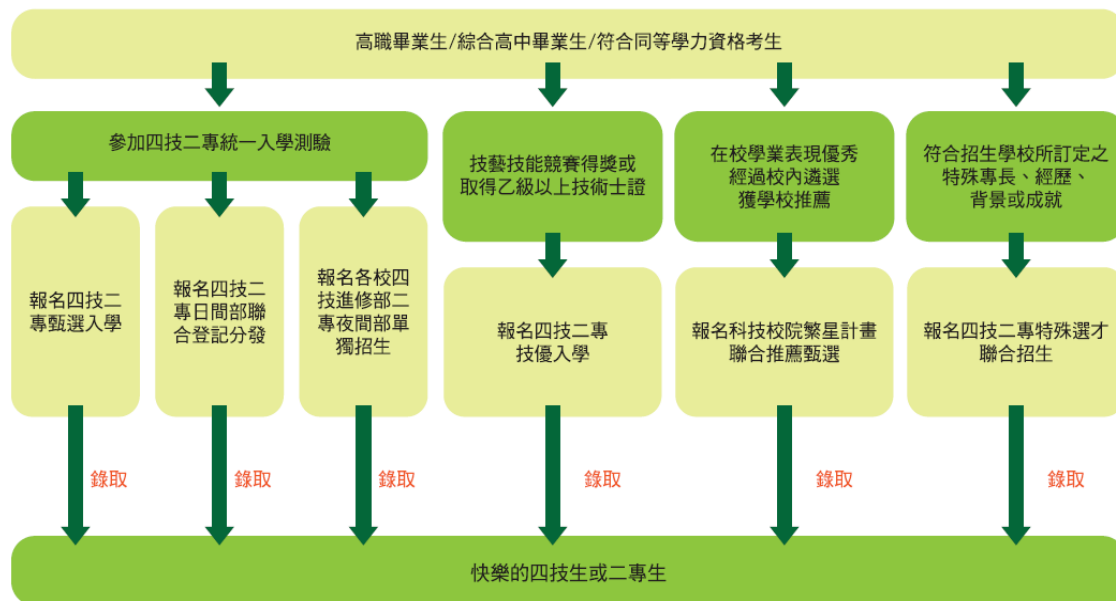 高職畢業生/綜合高中畢業生/符合同等學力資格考生
參加四技二專統一入學測驗
技藝技能競賽得獎或
取得乙級以上技術士證
在校學業表現優秀
經過校內遴選
獲學校推薦
符合招生學校所訂定之
特殊專長、經歷、
背景或成就
報名四技二
專甄選入學
報名四技二
專日間部聯
合登記分發
報名各校四
技進修部二
專夜間部單
獨招生
報名四技二專
技優入學
報名科技校院繁星計畫
聯合推薦甄選
報名四技二專特殊選才
聯合招生
錄取
錄取
錄取
錄取
錄取
錄取
快樂的四技生或二專生